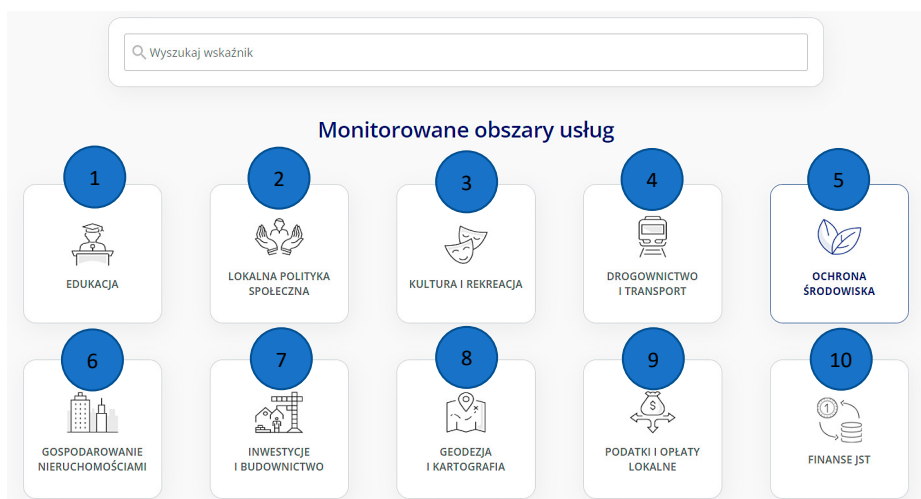 Wyszukaj wskaźnik
Monitorowane obszary usług
1
2
3
4
5
EDUKACJA
LOKALNA POLITYKA
SPOŁECZNA
KULTURA I REKREACJA
DROGOWNICTWO
I TRANSPORT
OCHRONA
ŚRODOWISKA
6
7
8
9
10
GOSPODAROWANIE
NIERUCHOMOŚCIAMI
INWESTYCJE
I BUDOWNICTWO
GEODEZJA
I KARTOGRAFIA
$
PODATKI I OPŁATY
LOKALNE
1
FINANSE JST